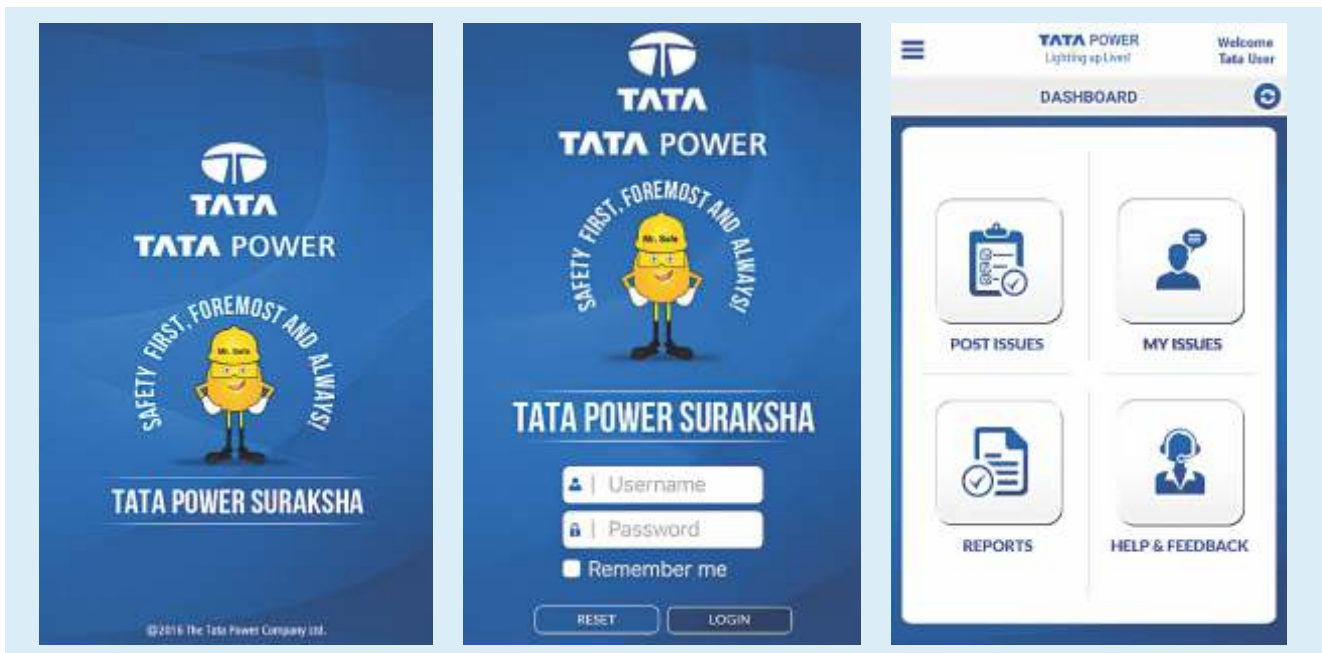 TATA
TATA POWER
SAFETY FIRST, FOREMOST AND ALWAYS!
Mr. Safe
TATA POWER SURAKSHA
@2016 The Tata Power Company Ltd.
TATA
TATA POWER
SAFETY FIRST, FOREMOST AND ALWAYS!
Mr. Safe
TATA POWER SURAKSHA
Username
Password
Remember me
RESET LOGIN
TATA POWER
Lighting up Lives!
Welcome
Tata User
DASHBOARD
POST ISSUES
MY ISSUES
REPORTS
HELP & FEEDBACK